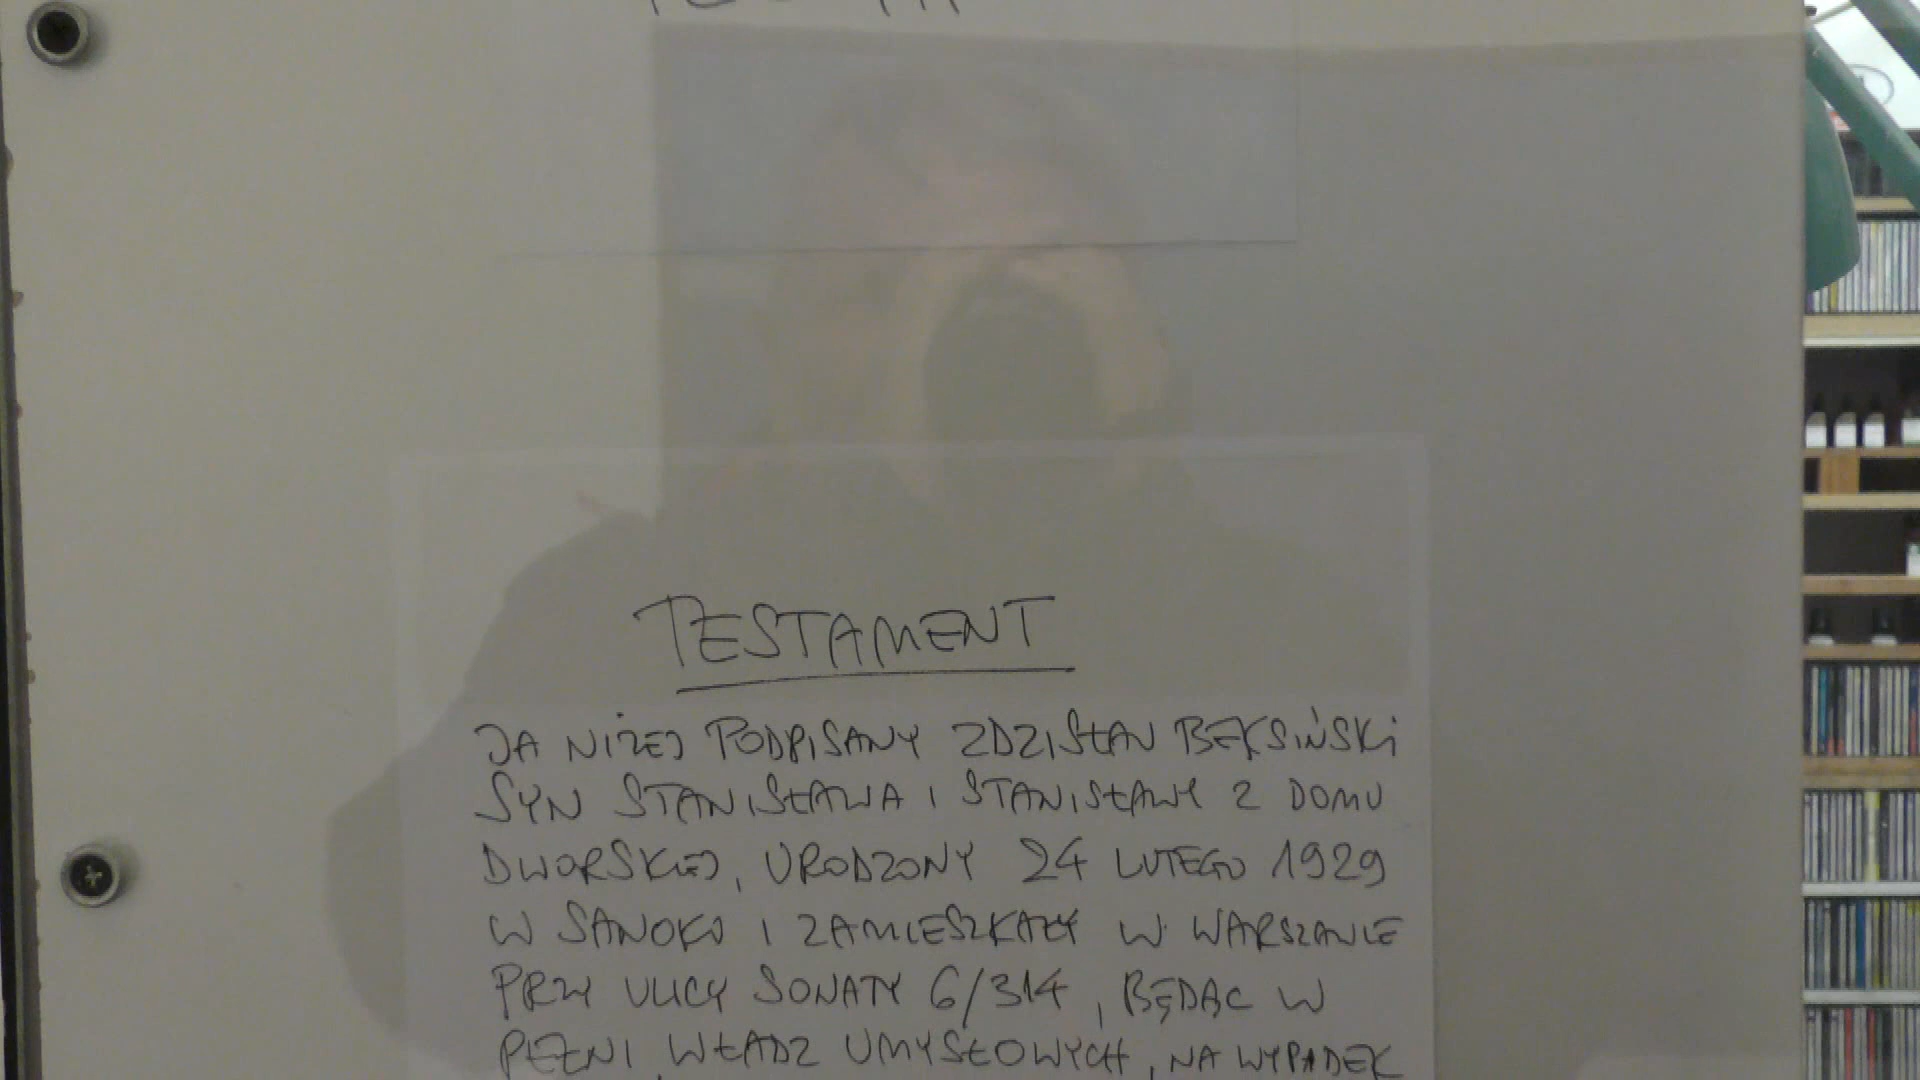 TESTAMENT
JA NIŻEJ PODPISANY ZDZISŁAW BEKSIŃSKI
SYN STANISŁAWA I STANISŁAWY Z DOMU
DWORSKIEJ, URODZONY 24 LUTEGO 1929
W SANOKU I ZAMIESZKAŁY W WARSZAWIE
PRZY ULICY SONATY 6/314, BĘDĄC W
PEŁNI WŁADZ UMYSŁOWYCH, NA WYPADEK